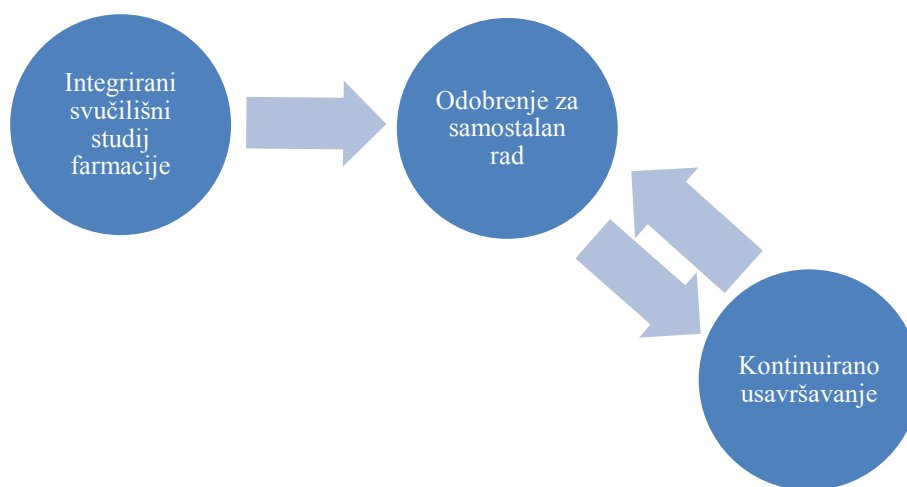 Integrirani
svučilišni
studij
farmacije
Odobrenje za
samostalan
rad
Kontinuirano
usavršavanje